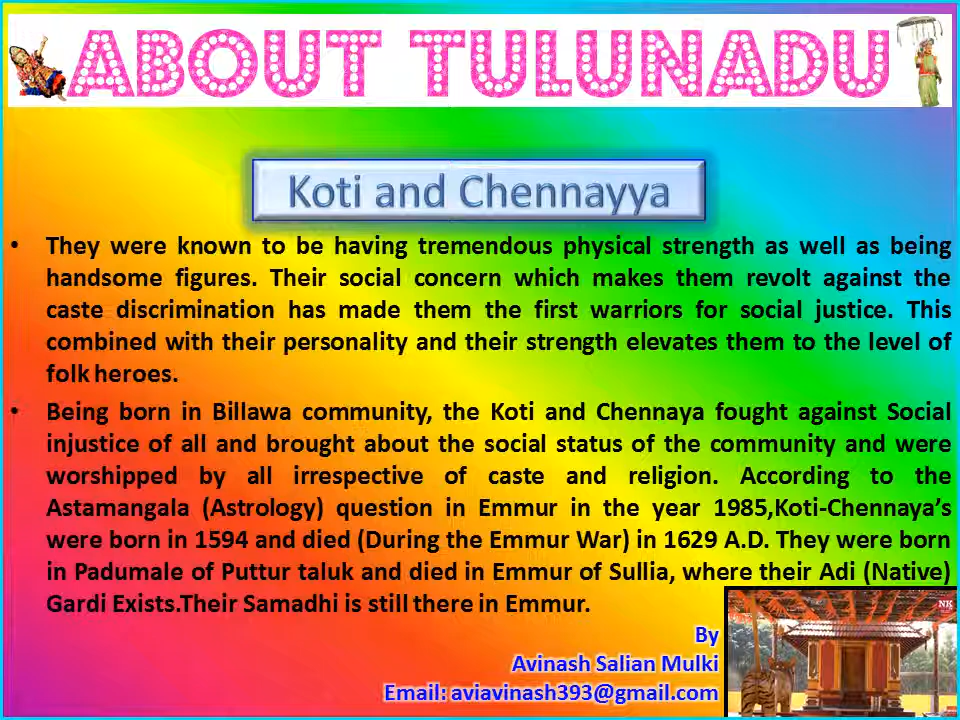 ABOUT TULUNADU
Koti and Chennayya
• They were known to be having tremendous physical strength as well as being
handsome figures. Their social concern which makes them revolt against the
caste discrimination has made them the first warriors for social justice. This
combined with their personality and their strength elevates them to the level of
folk heroes.
• Being born in Billawa community, the Koti and Chennaya fought against Social
injustice of all and brought about the social status of the community and were
worshipped by all irrespective of caste and religion. According to the
Astamangala (Astrology) question in Emmur in the year 1985,Koti-Chennaya’s
were born in 1594 and died (During the Emmur War) in 1629 A.D. They were born
in Padumale of Puttur taluk and died in Emmur of Sullia, where their Adi (Native)
Gardi Exists.Their Samadhi is still there in Emmur.
NK
By
Avinash Salian Mulki
Email: aviavinash393@gmail.com